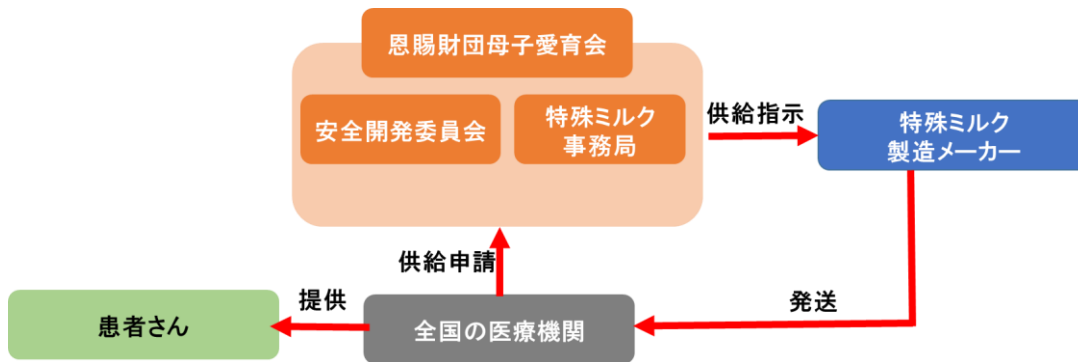 恩賜財団母子愛育会
安全開発委員会
特殊ミルク
事務局
供給指示
特殊ミルク
製造メーカー
供給申請
発送
提供
患者さん
全国の医療機関